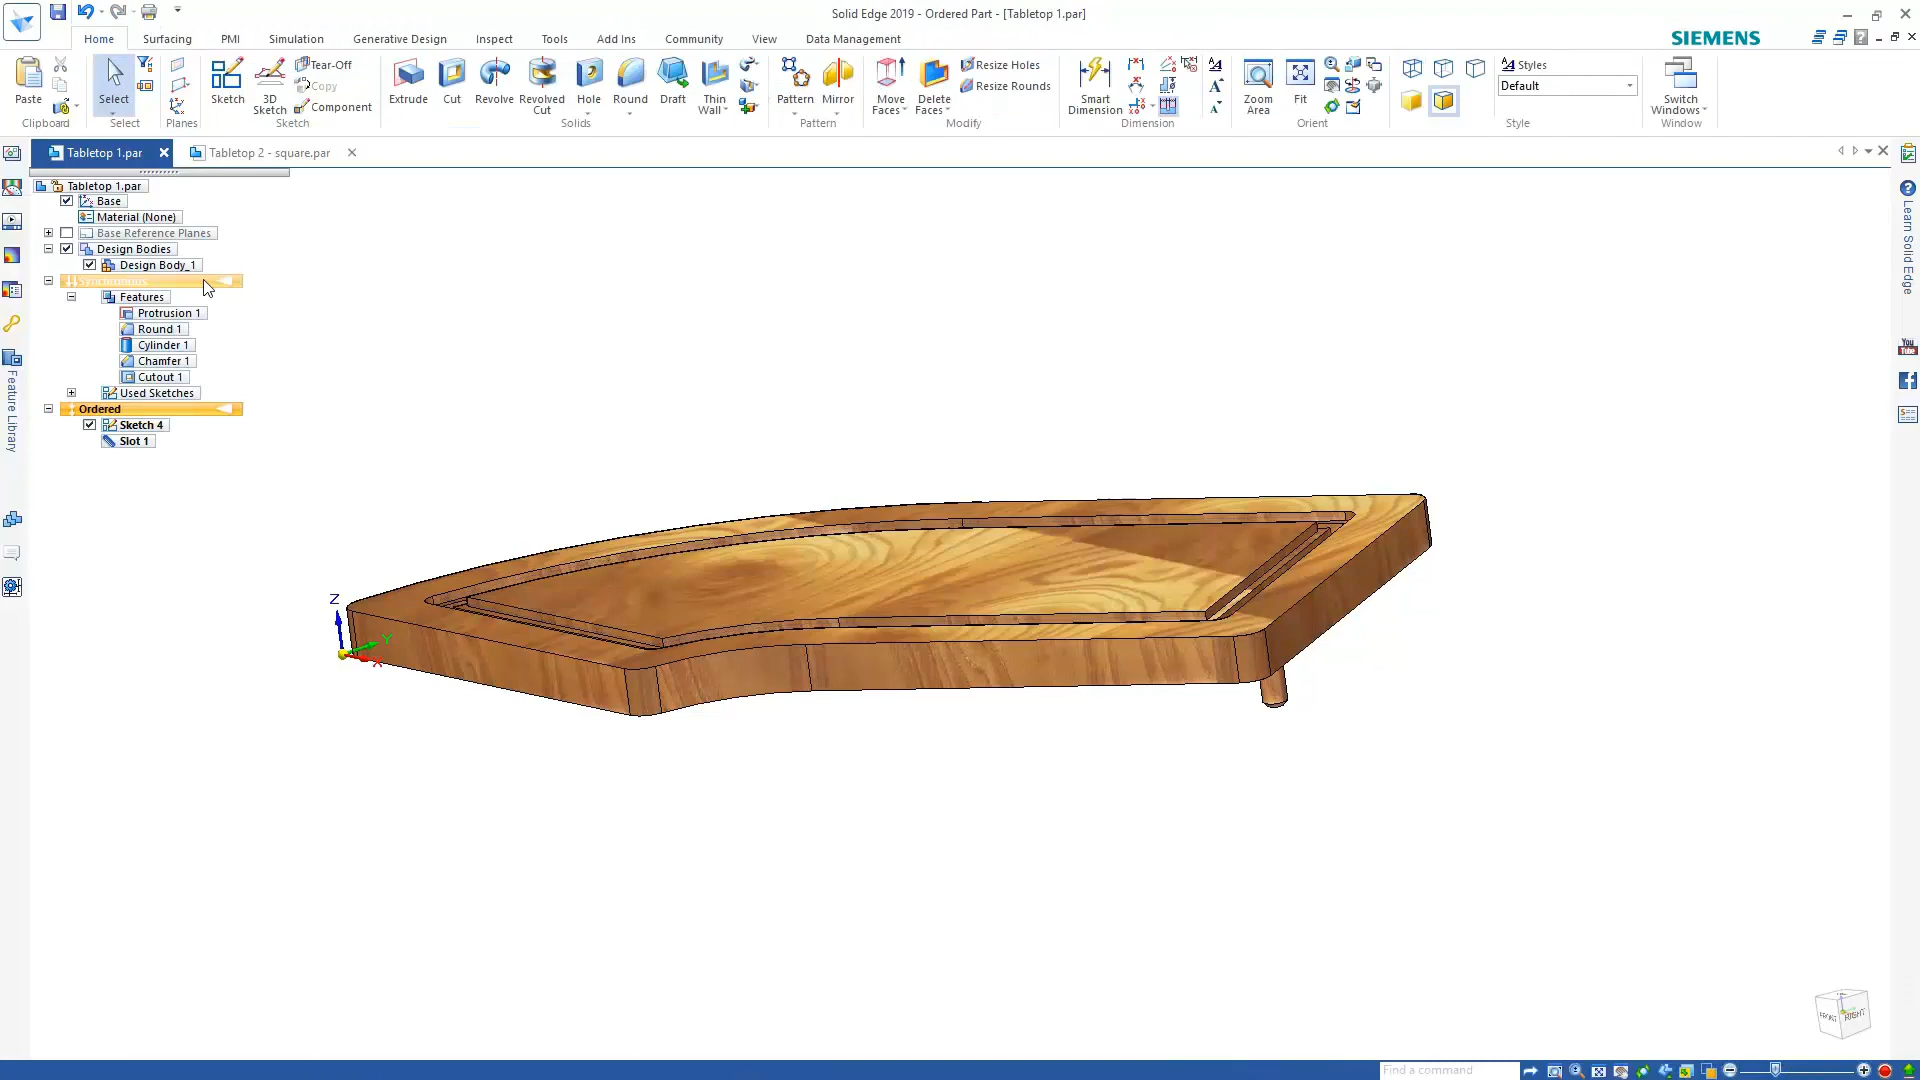 Solid Edge 2019 - Ordered Part - [Tabletop 1.par]
Home Surfacing PMI Simulation Generative Design Inspect Tools Add Ins Community View Data Management
SIEMENS
Paste
Clipboard
Select
Select
Planes
Sketch
3D Sketch
Tear-Off
Copy
Component
Sketch
Extrude
Cut
Revolve
Revolved Cut
Hole
Round
Draft
Thin Wall
Solids
Pattern
Mirror
Pattern
Move Faces
Delete Faces
Resize Holes
Resize Rounds
Modify
Smart Dimension
Dimension
Zoom Area
Fit
Orient
Styles
Default
Style
Switch Windows
Window
Tabletop 1.par
Tabletop 2 - square.par
Tabletop 1.par
Base
Material (None)
Base Reference Planes
Design Bodies
Design Body_1
Synchronous
Features
Protrusion 1
Round 1
Cylinder 1
Chamfer 1
Cutout 1
Used Sketches
Ordered
Sketch 4
Slot 1
Feature Library
Learn Solid Edge
You Tube
Z
Y
X
FRONT
RIGHT
Find a command